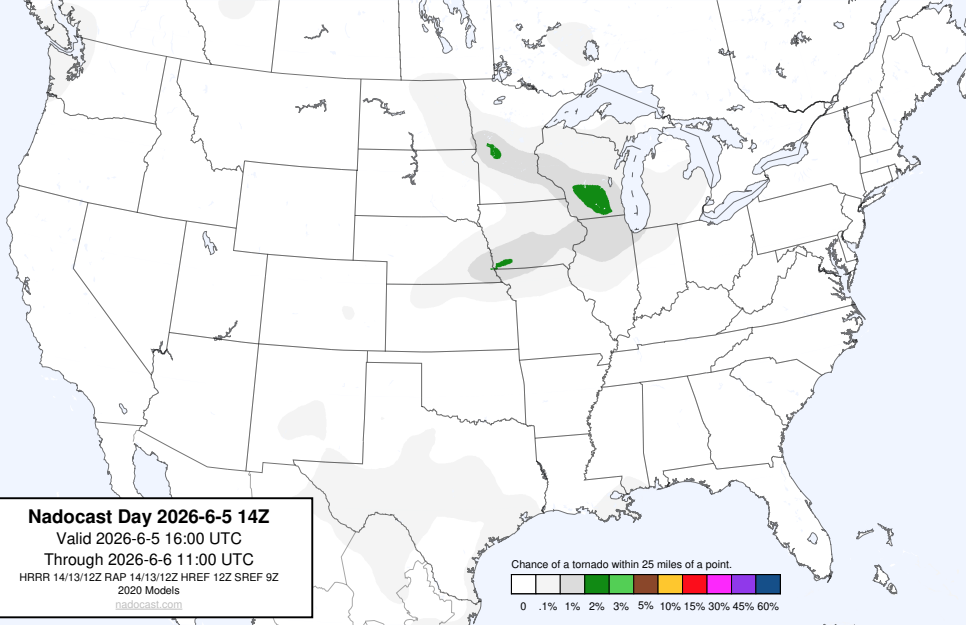 Nadocast Day 2026-6-5 14Z
Valid 2026-6-5 16:00 UTC
Through 2026-6-6 11:00 UTC
HRRR 14/13/12Z RAP 14/13/12Z HREF 12Z SREF 9Z
2020 Models
nadocast.com
Chance of a tornado within 25 miles of a point.
0 .1% 1% 2% 3% 5% 10% 15% 30% 45% 60%